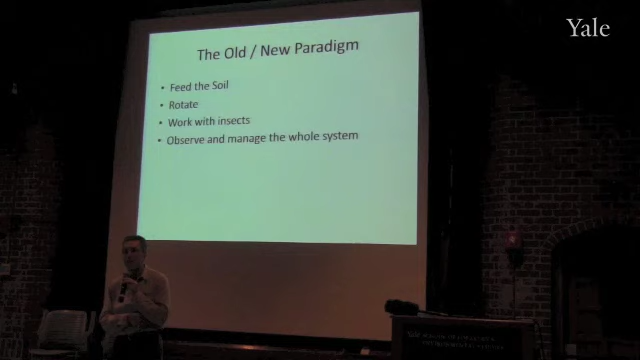 Yale
The Old / New Paradigm
• Feed the Soil
• Rotate
• Work with insects
• Observe and manage the whole system